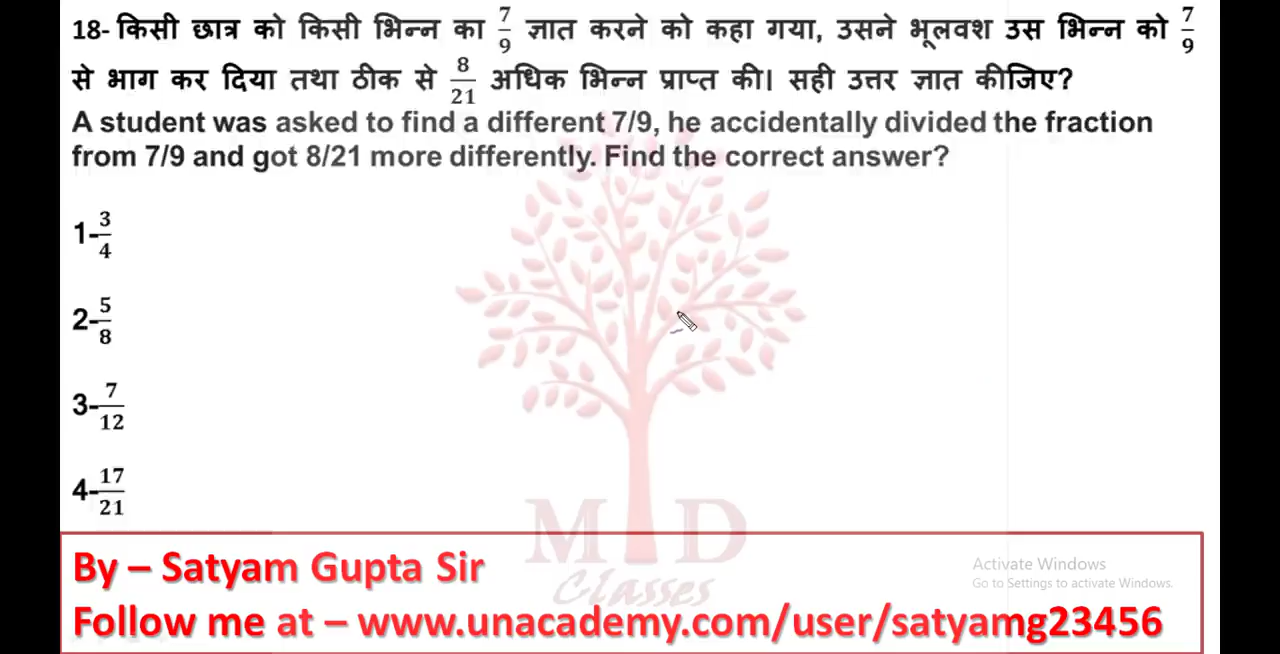 18- किसी छात्र को किसी भिन्न का 7/9 ज्ञात करने को कहा गया, उसने भूलवश उस भिन्न को 7/9
से भाग कर दिया तथा ठीक से 8/21 अधिक भिन्न प्राप्त की। सही उत्तर ज्ञात कीजिए?
A student was asked to find a different 7/9, he accidentally divided the fraction
from 7/9 and got 8/21 more differently. Find the correct answer?
1-3/4
2-5/8
3-7/12
4-17/21
M D
Classes
By – Satyam Gupta Sir
Follow me at – www.unacademy.com/user/satyamg23456
Activate Windows
Go to Settings to activate Windows.